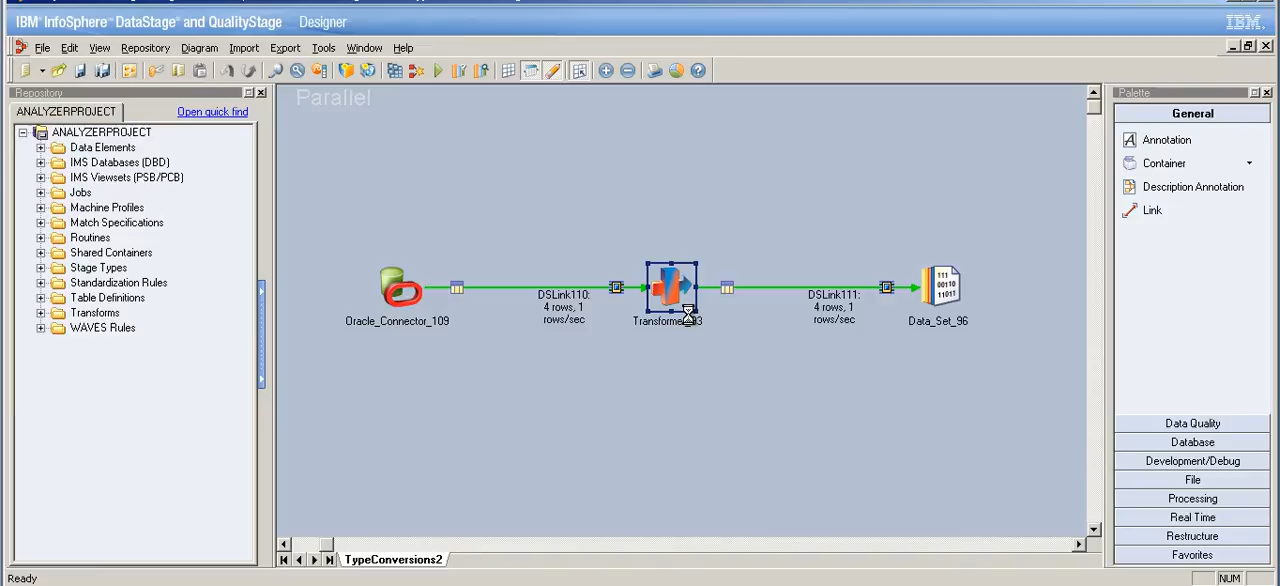 IBM® InfoSphere™ DataStage® and QualityStage Designer IBM.
File Edit View Repository Diagram Import Export Tools Window Help
Repository
ANALYZERPROJECT Open quick find
ANALYZERPROJECT
Data Elements
IMS Databases (DBD)
IMS Viewsets (PSB/PCB)
Jobs
Machine Profiles
Match Specifications
Routines
Shared Containers
Stage Types
Standardization Rules
Table Definitions
Transforms
WAVES Rules
Parallel
Oracle_Connector_109
DSLink110:
4 rows, 1
rows/sec
DSLink111:
4 rows, 1
rows/sec
Data_Set_96
111
00110
11011
TypeConversions2
Palette
General
Annotation
Container
Description Annotation
Link
Data Quality
Database
Development/Debug
File
Processing
Real Time
Restructure
Favorites
Ready NUM